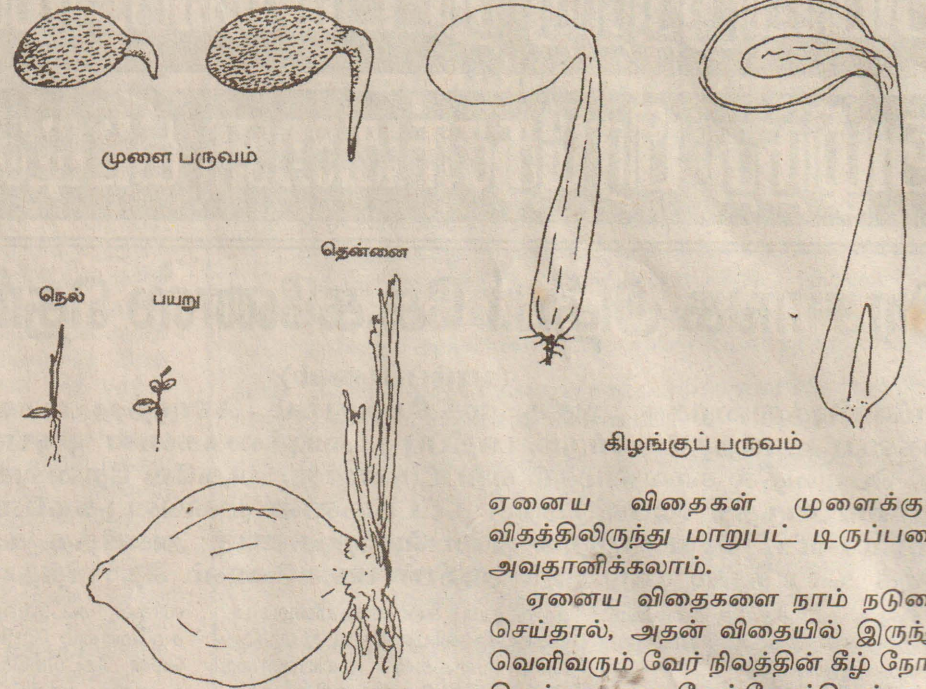 முளை பருவம்
தென்னை
நெல் பயறு
கிழங்குப் பருவம்
ஏனைய விதைகள் முளைக்கு
விதத்திலிருந்து மாறுபட் டிருப்பதை
அவதானிக்கலாம்.
ஏனைய விதைகளை நாம் நடுகை
செய்தால், அதன் விதையில் இருந்
வெளிவரும் வேர் நிலத்தின் கீழ் நோ